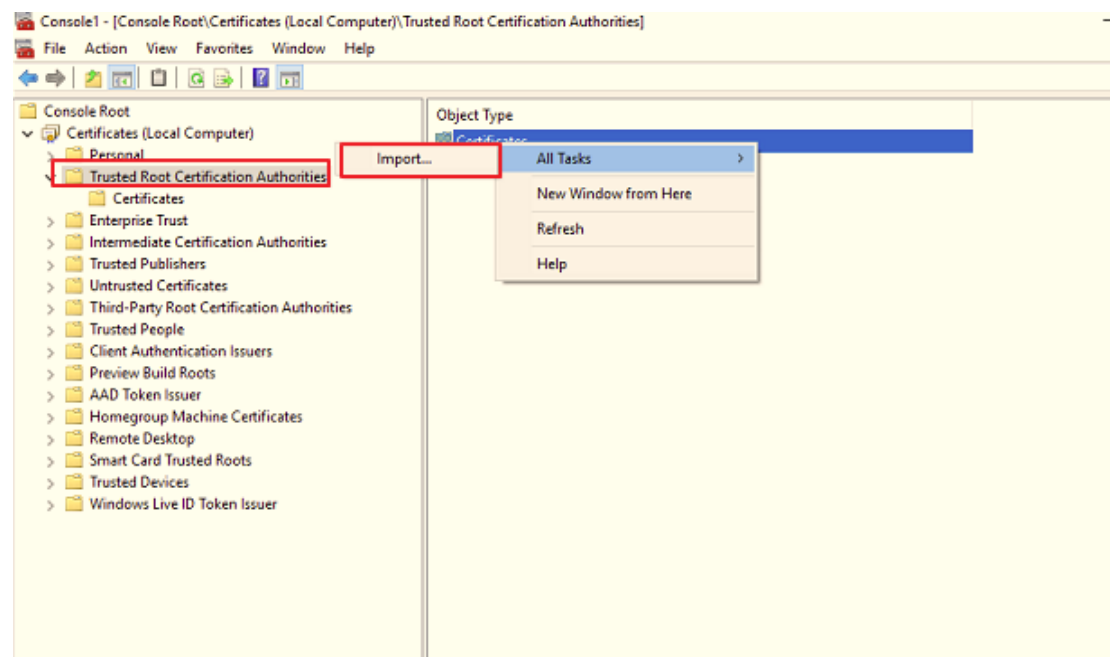 Console1 - [Console Root\Certificates (Local Computer)\Trusted Root Certification Authorities]
File Action View Favorites Window Help
Console Root
Certificates (Local Computer)
Personal
Trusted Root Certification Authorities
Certificates
Enterprise Trust
Intermediate Certification Authorities
Trusted Publishers
Untrusted Certificates
Third-Party Root Certification Authorities
Trusted People
Client Authentication Issuers
Preview Build Roots
AAD Token Issuer
Homegroup Machine Certificates
Remote Desktop
Smart Card Trusted Roots
Trusted Devices
Windows Live ID Token Issuer
Object Type
Certificates
Import...
All Tasks
New Window from Here
Refresh
Help